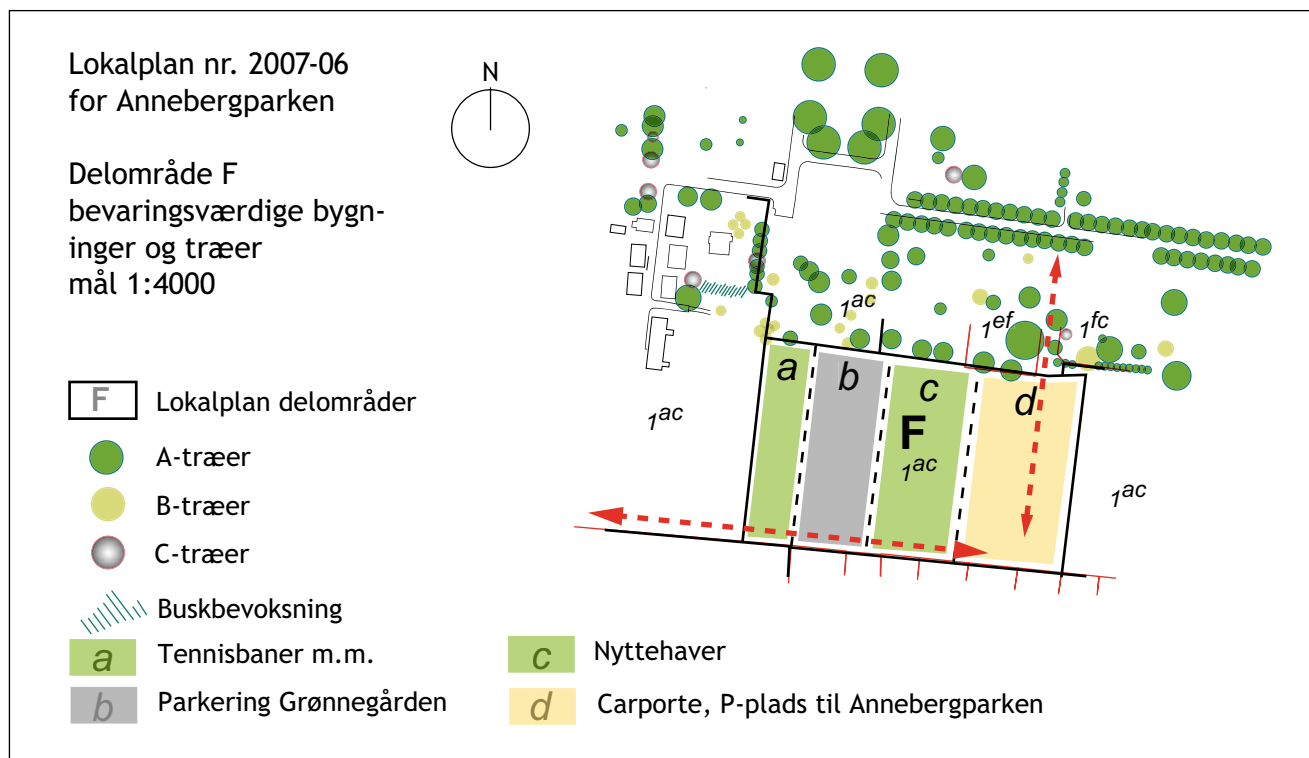 Lokalplan nr. 2007-06
for Annebergparken
Delområde F
bevaringsværdige bygn-
inger og træer
mål 1:4000
N
F Lokalplan delområder
A-træer
B-træer
C-træer
Buskbevoksning
a Tennisbaner m.m.
b Parkering Grønnegården
c Nyttehaver
d Carporte, P-plads til Annebergparken
1ac
1ef
1fc
a
b
c
d
F
1ac
1ac
1ac